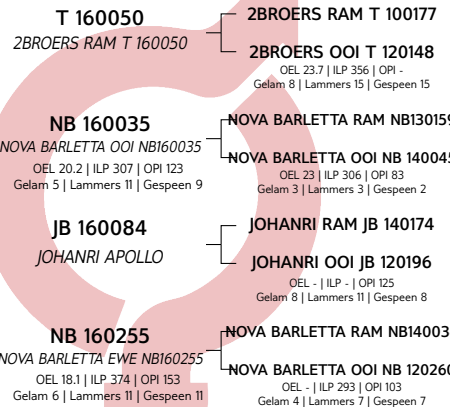 T 160050
2BROERS RAM T 160050
2BROERS RAM T 100177
2BROERS OOI T 120148
OEL 23.7 | ILP 356 | OPI -
Gelam 8 | Lammers 15 | Gespeen 15
NB 160035
NOVA BARLETTA OOI NB160035
OEL 20.2 | ILP 307 | OPI 123
Gelam 5 | Lammers 11 | Gespeen 9
NOVA BARLETTA RAM NB130159
NOVA BARLETTA OOI NB 140045
OEL 23 | ILP 306 | OPI 83
Gelam 3 | Lammers 3 | Gespeen 2
JB 160084
JOHANRI APOLLO
JOHANRI RAM JB 140174
JOHANRI OOI JB 120196
OEL - | ILP - | OPI 125
Gelam 8 | Lammers 11 | Gespeen 8
NB 160255
NOVA BARLETTA EWE NB160255
OEL 18.1 | ILP 374 | OPI 153
Gelam 6 | Lammers 11 | Gespeen 11
NOVA BARLETTA RAM NB14003
NOVA BARLETTA OOI NB 120260
OEL - | ILP 293 | OPI 103
Gelam 4 | Lammers 7 | Gespeen 7